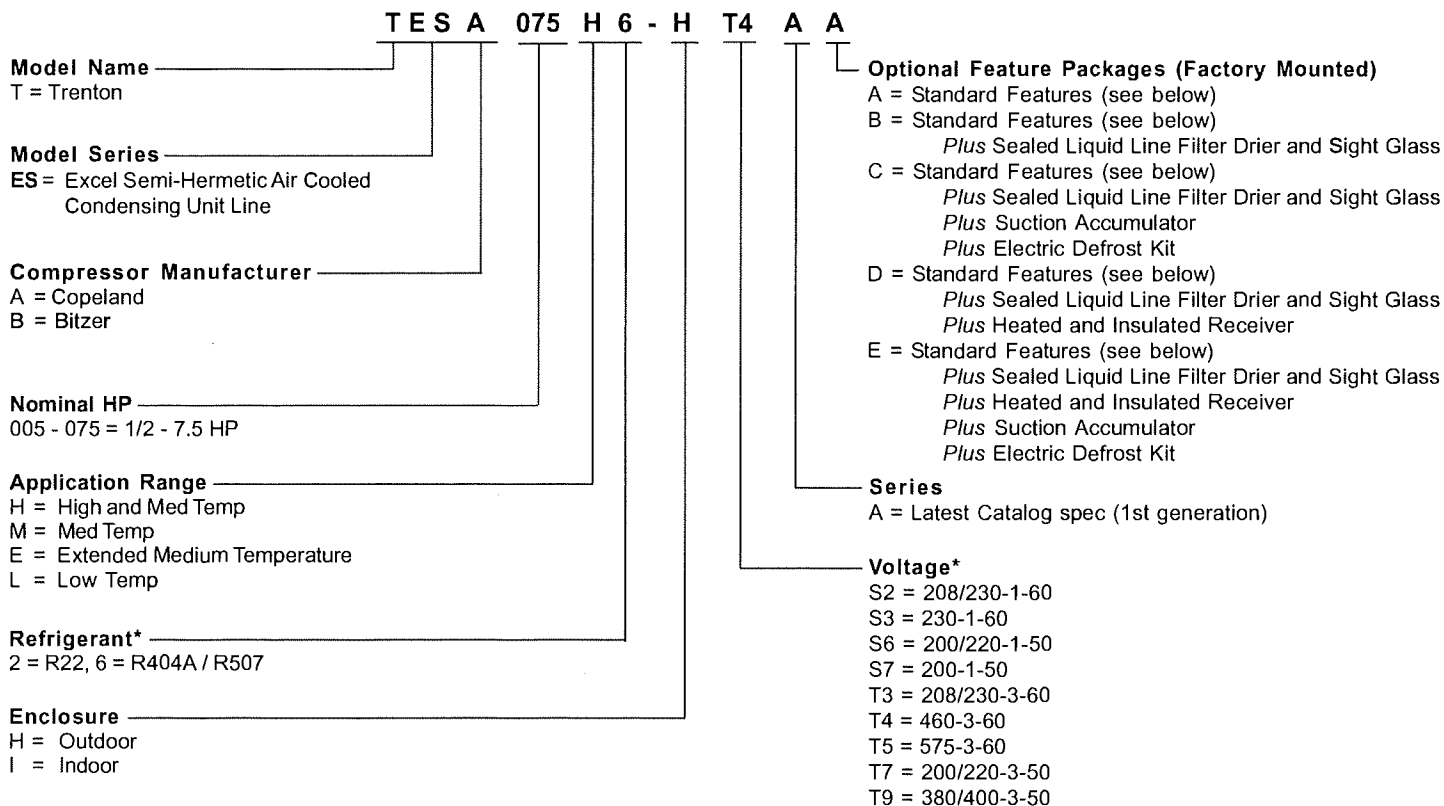 TESA 075 H6 - H T4 A A
Model Name
T = Trenton
Model Series
ES = Excel Semi-Hermetic Air Cooled
Condensing Unit Line
Compressor Manufacturer
A = Copeland
B = Bitzer
Nominal HP
005 - 075 = 1/2 - 7.5 HP
Application Range
H = High and Med Temp
M = Med Temp
E = Extended Medium Temperature
L = Low Temp
Refrigerant*
2 = R22, 6 = R404A / R507
Enclosure
H = Outdoor
I = Indoor
Optional Feature Packages (Factory Mounted)
A = Standard Features (see below)
B = Standard Features (see below)
Plus Sealed Liquid Line Filter Drier and Sight Glass
C = Standard Features (see below)
Plus Sealed Liquid Line Filter Drier and Sight Glass
Plus Suction Accumulator
Plus Electric Defrost Kit
D = Standard Features (see below)
Plus Sealed Liquid Line Filter Drier and Sight Glass
Plus Heated and Insulated Receiver
E = Standard Features (see below)
Plus Sealed Liquid Line Filter Drier and Sight Glass
Plus Heated and Insulated Receiver
Plus Suction Accumulator
Plus Electric Defrost Kit
Series
A = Latest Catalog spec (1st generation)
Voltage*
S2 = 208/230-1-60
S3 = 230-1-60
S6 = 200/220-1-50
S7 = 200-1-50
T3 = 208/230-3-60
T4 = 460-3-60
T5 = 575-3-60
T7 = 200/220-3-50
T9 = 380/400-3-50